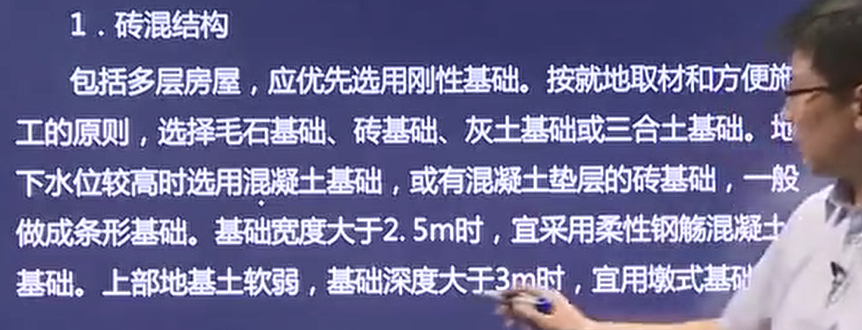 1．砖混结构
包括多层房屋，应优先选用刚性基础。按就地取材和方便施
工的原则，选择毛石基础、砖基础、灰土基础或三合土基础。地
下水位较高时选用混凝土基础，或有混凝土垫层的砖基础，一般
做成条形基础。基础宽度大于2.5m时，宜采用柔性钢筋混凝土
基础。上部地基土软弱，基础深度大于3m时，宜用墩式基础